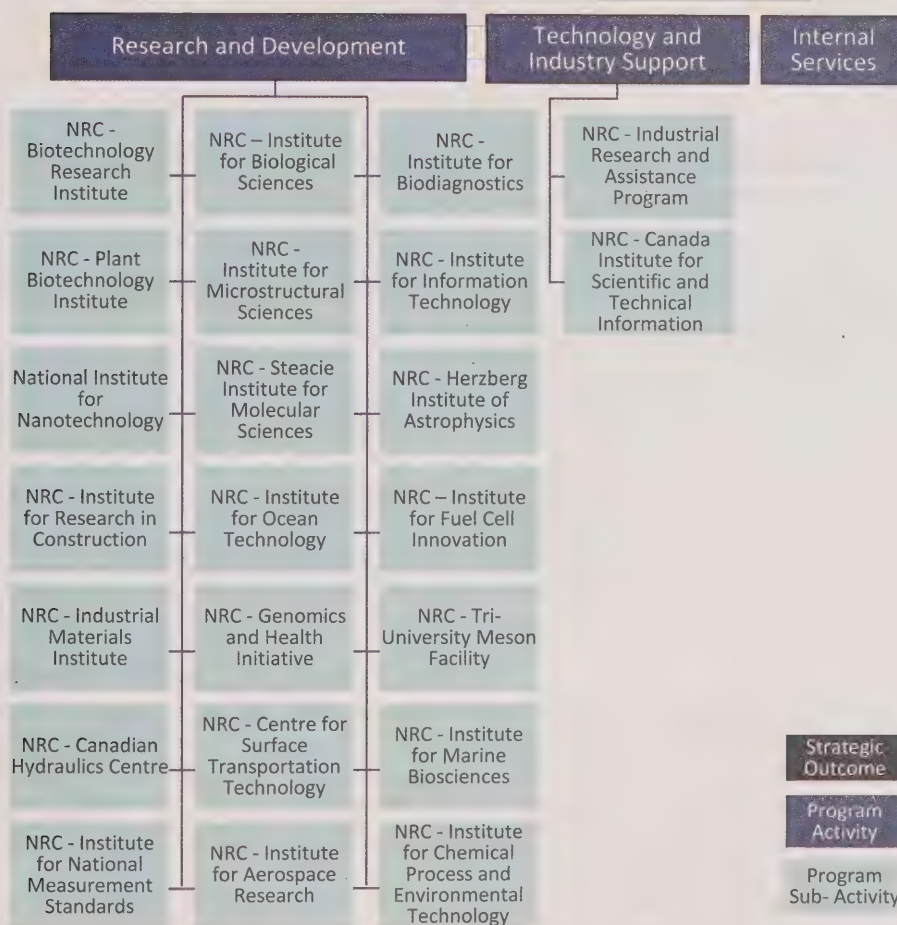 Research and Development
Technology and
Industry Support
Internal
Services
NRC -
Biotechnology
Research
Institute
NRC – Institute
for Biological
Sciences
NRC -
Institute for
Biodiagnostics
NRC - Industrial
Research and
Assistance
Program
NRC - Plant
Biotechnology
Institute
NRC -
Institute for
Microstructural
Sciences
NRC - Institute
for Information
Technology
NRC - Canada
Institute for
Scientific and
Technical
Information
National Institute
for
Nanotechnology
NRC - Steacie
Institute for
Molecular
Sciences
NRC - Herzberg
Institute of
Astrophysics
NRC - Institute
for Research in
Construction
NRC - Institute
for Ocean
Technology
NRC – Institute
for Fuel Cell
Innovation
NRC - Industrial
Materials
Institute
NRC - Genomics
and Health
Initiative
NRC - Tri-
University Meson
Facility
NRC - Canadian
Hydraulics Centre
NRC - Centre for
Surface
Transportation
Technology
NRC - Institute
for Marine
Biosciences
NRC - Institute
for National
Measurement
Standards
NRC - Institute
for Aerospace
Research
NRC - Institute
for Chemical
Process and
Environmental
Technology
Strategic
Outcome
Program
Activity
Program
Sub- Activity